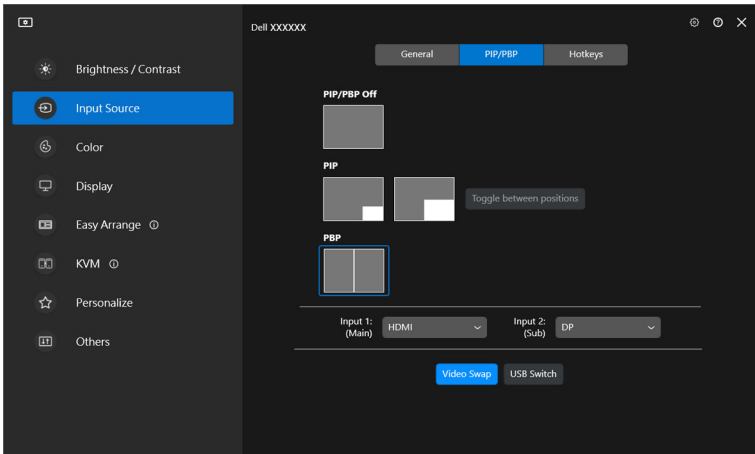 Dell XXXXXX
Brightness / Contrast
Input Source
Color
Display
Easy Arrange
KVM
Personalize
Others
General
PIP/PBP
Hotkeys
PIP/PBP Off
PIP
Toggle between positions
PBP
Input 1:
(Main)
HDMI
Input 2:
(Sub)
DP
Video Swap
USB Switch